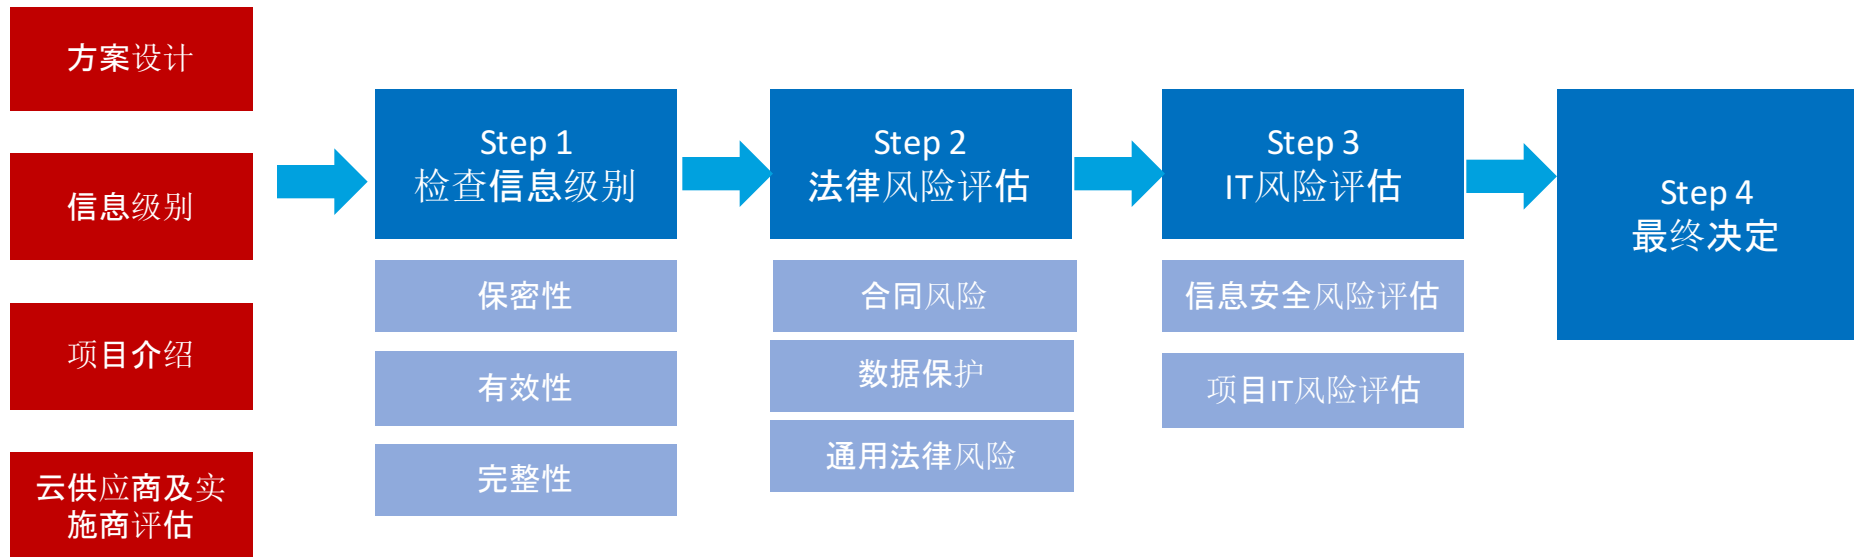 方案设计
信息级别
项目介绍
云供应商及实
施商评估
Step 1
检查信息级别
保密性
有效性
完整性
Step 2
法律风险评估
合同风险
数据保护
通用法律风险
Step 3
IT风险评估
信息安全风险评估
项目IT风险评估
Step 4
最终决定